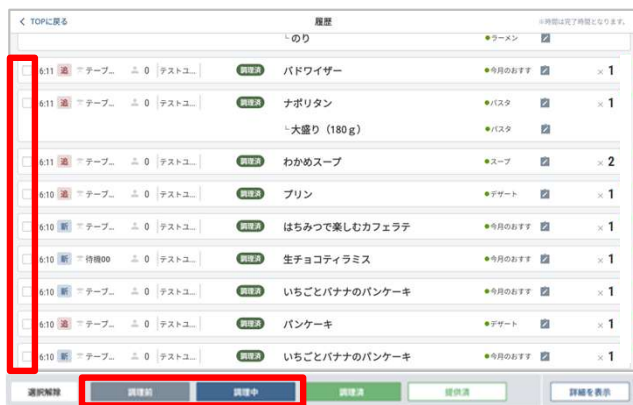 < TOPに戻る 履歴 ※時間は完了時間となります。
└のり ●ラーメン
6:11 追 テーブ... 0 テストユ... 調理済 バドワイザー ●今月のおすす ×1
6:11 追 テーブ... 0 テストユ... 調理済 ナポリタン ●パスタ ×1
└大盛り（180ｇ） ●パスタ
6:11 追 テーブ... 0 テストユ... 調理済 わかめスープ ●スープ ×2
6:10 追 テーブ... 0 テストユ... 調理済 プリン ●デザート ×1
6:10 新 テーブ... 0 テストユ... 調理済 はちみつで楽しむカフェラテ ●今月のおすす ×1
6:10 新 待機00 0 テストユ... 調理済 生チョコティラミス ●今月のおすす ×1
6:10 新 テーブ... 0 テストユ... 調理済 いちごとバナナのパンケーキ ●今月のおすす ×1
6:10 追 テーブ... 0 テストユ... 調理済 パンケーキ ●デザート ×1
6:10 新 テーブ... 0 テストユ... 調理済 いちごとバナナのパンケーキ ●今月のおすす ×1
選択解除 調理前 調理中 調理済 提供済 詳細を表示